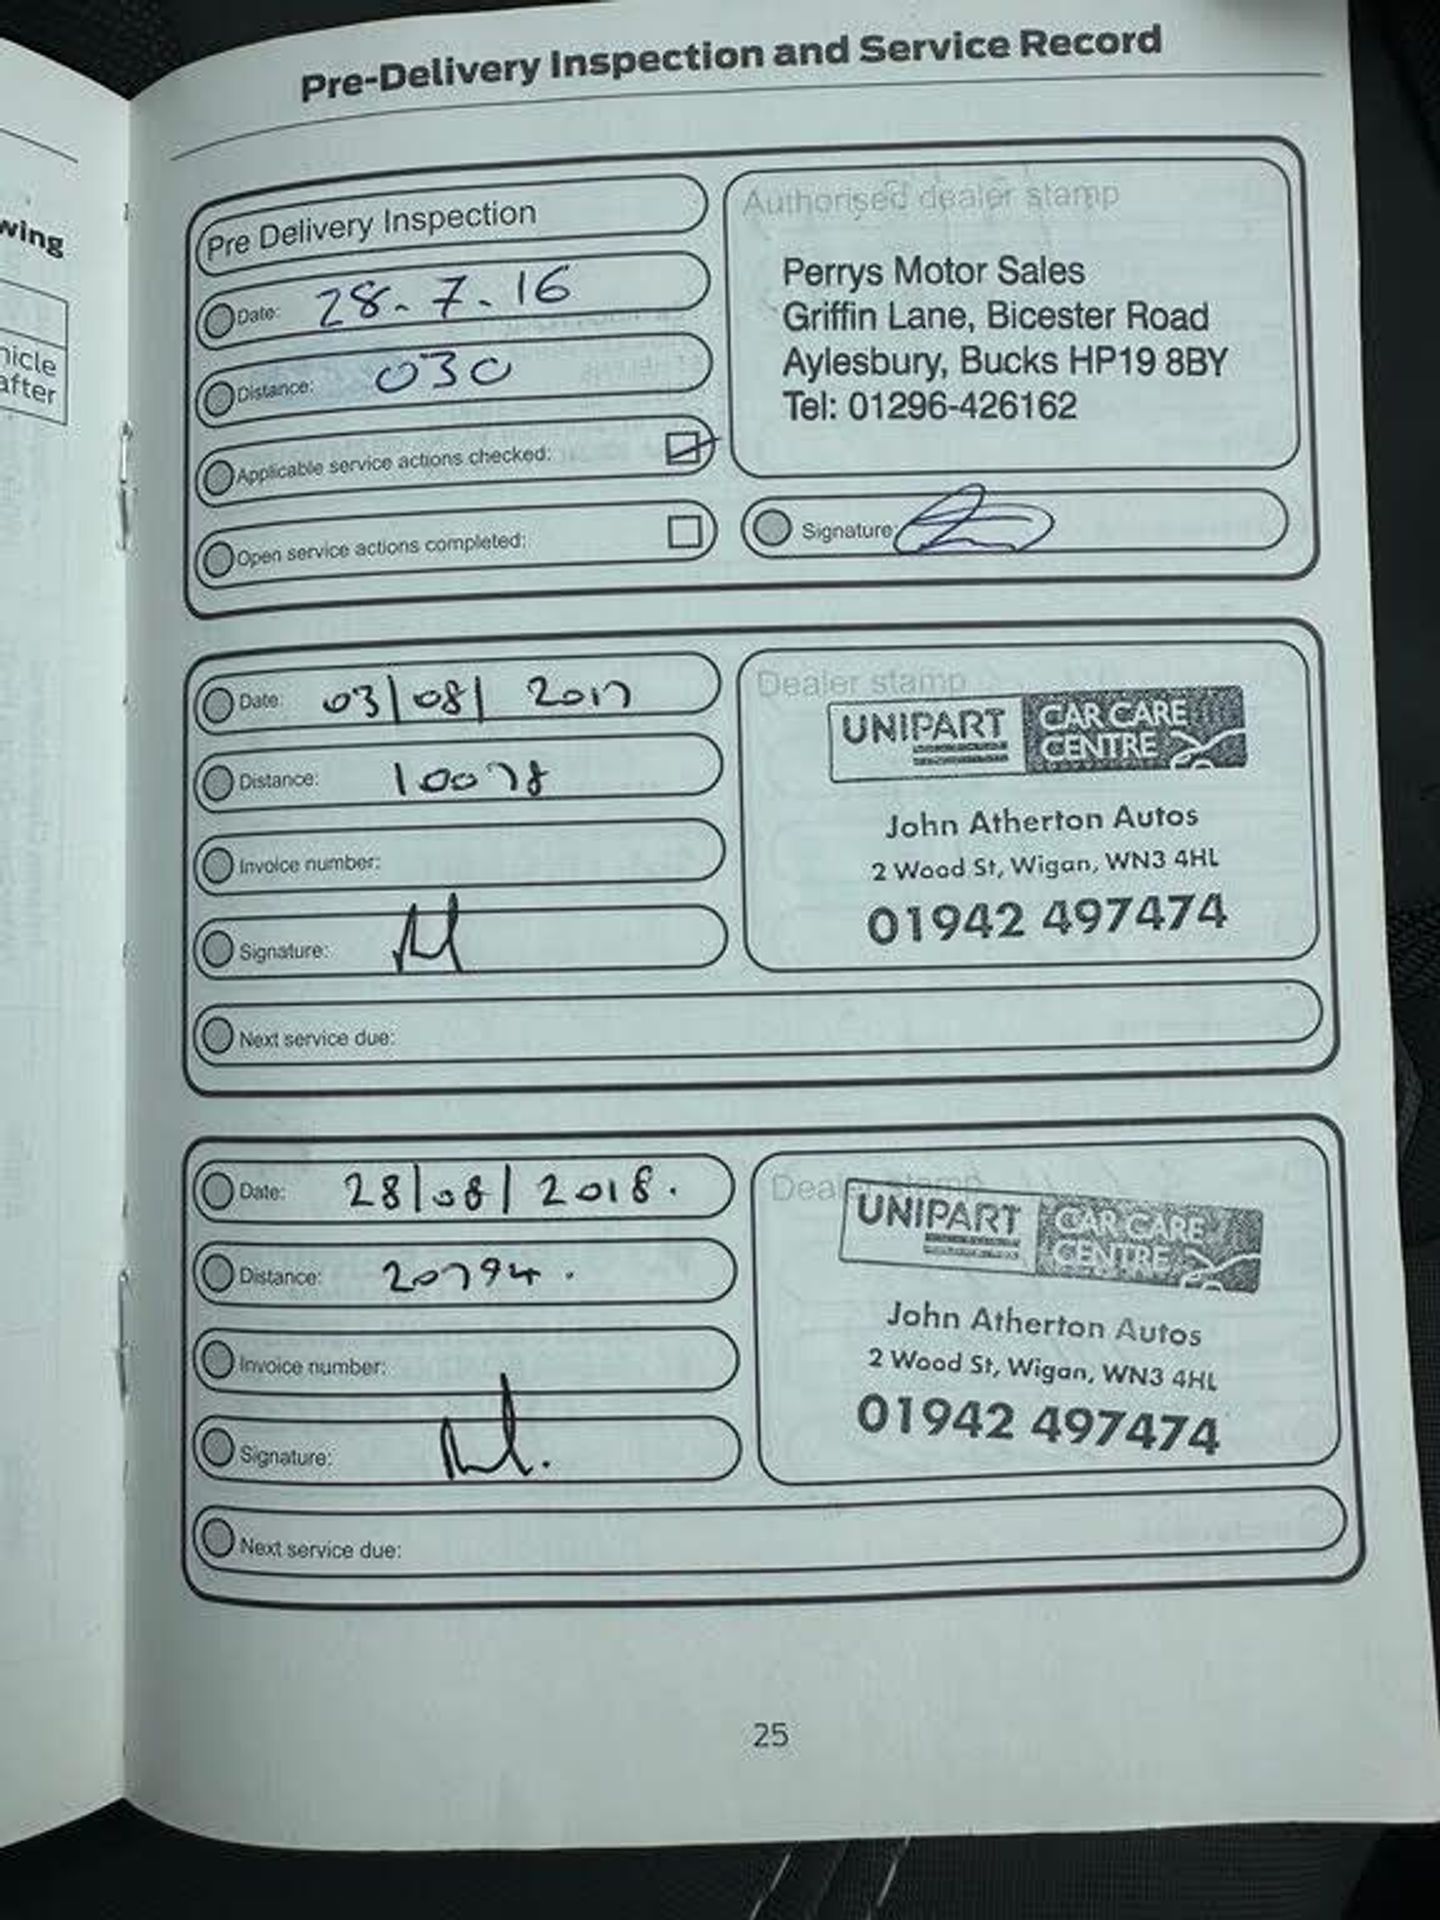 wing
hicle
after
Pre-Delivery Inspection and Service Record
Pre Delivery Inspection
Date: 28-7-16
Distance: 030
Applicable service actions checked:
Open service actions completed:
Authorised dealer stamp
Perrys Motor Sales
Griffin Lane, Bicester Road
Aylesbury, Bucks HP19 8BY
Tel: 01296-426162
Signature:
Date: 03/08/2017
Distance: 10078
Invoice number:
Signature:
Dealer stamp
UNIPART CAR CARE
CENTRE
John Atherton Autos
2 Wood St, Wigan, WN3 4HL
01942 497474
Next service due:
Date: 28/08/2018.
Distance: 20794.
Invoice number:
Signature:
Dealer stamp
UNIPART CAR CARE
CENTRE
John Atherton Autos
2 Wood St, Wigan, WN3 4HL
01942 497474
Next service due:
25